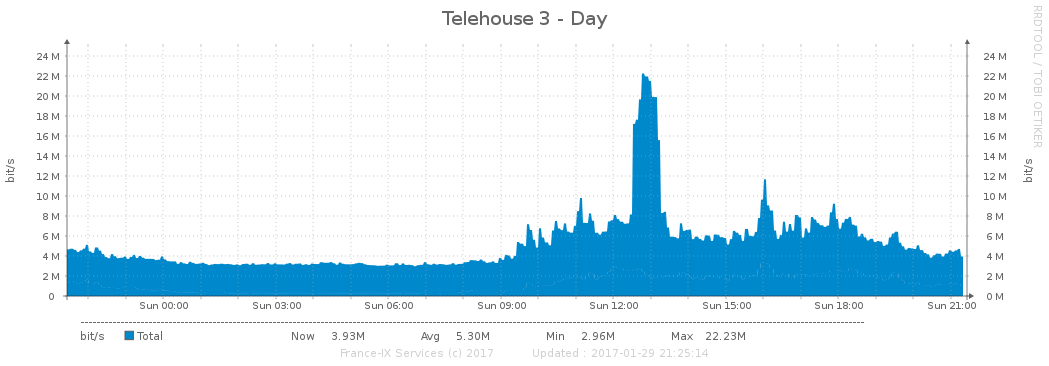 Telehouse 3 - Day
RRDTOOL / TOBI OETIKER
bit/s
24 M 24 M
22 M 22 M
20 M 20 M
18 M 18 M
16 M 16 M
14 M 14 M
12 M 12 M
10 M 10 M
8 M 8 M
6 M 6 M
4 M 4 M
2 M 2 M
0 0 M
bit/s
Sun 00:00 Sun 03:00 Sun 06:00 Sun 09:00 Sun 12:00 Sun 15:00 Sun 18:00 Sun 21:00
bit/s Total Now 3.93M Avg 5.30M Min 2.96M Max 22.23M
France-IX Services (c) 2017 Updated : 2017-01-29 21:25:14